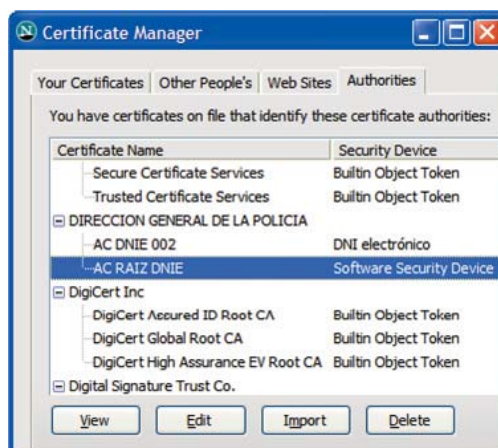 N Certificate Manager
Your Certificates Other People's Web Sites Authorities
You have certificates on file that identify these certificate authorities:
Certificate Name Security Device
Secure Certificate Services Builtin Object Token
Trusted Certificate Services Builtin Object Token
DIRECCION GENERAL DE LA POLICIA
AC DNIE 002 DNI electrónico
AC RAIZ DNIE Software Security Device
DigiCert Inc
DigiCert Assured ID Root CA Builtin Object Token
DigiCert Global Root CA Builtin Object Token
DigiCert High Assurance EV Root CA Builtin Object Token
Digital Signature Trust Co.
View Edit Import Delete